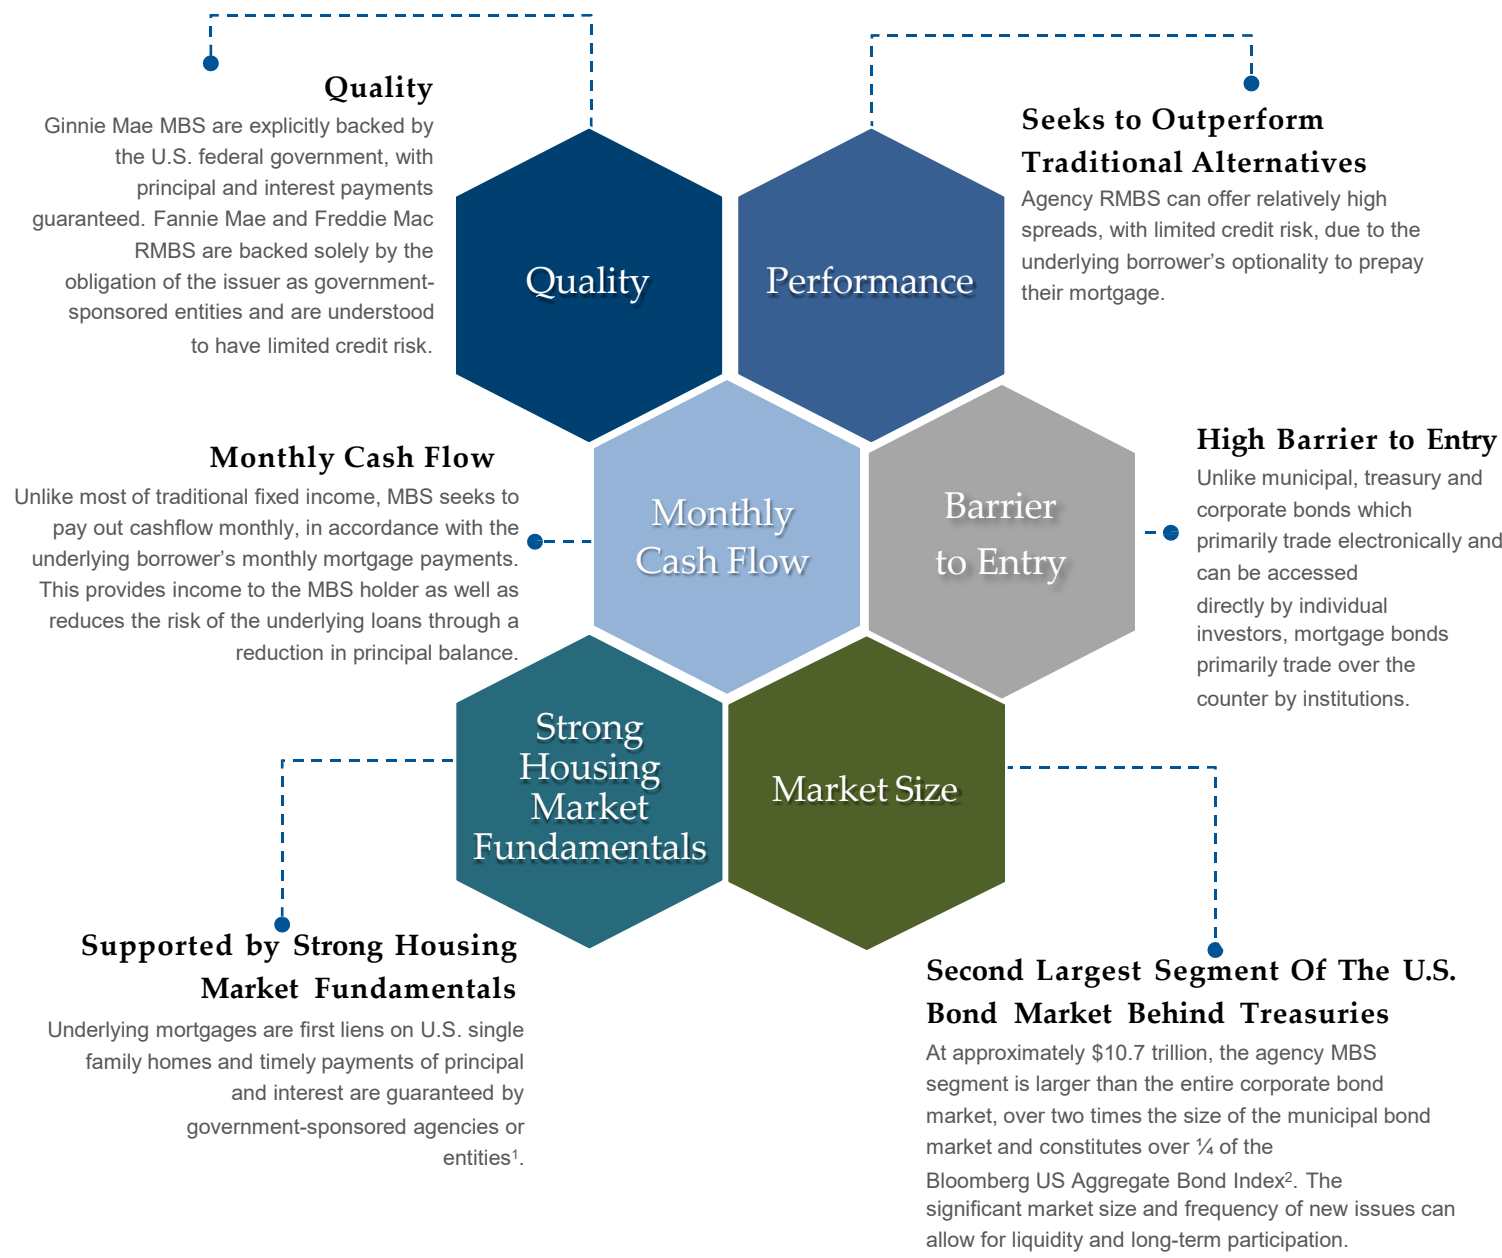 Quality
Ginnie Mae MBS are explicitly backed by
the U.S. federal government, with
principal and interest payments
guaranteed. Fannie Mae and Freddie Mac
RMBS are backed solely by the
obligation of the issuer as government-
sponsored entities and are understood
to have limited credit risk.
Quality
Performance
Seeks to Outperform
Traditional Alternatives
Agency RMBS can offer relatively high
spreads, with limited credit risk, due to the
underlying borrower’s optionality to prepay
their mortgage.
Monthly Cash Flow
Unlike most of traditional fixed income, MBS seeks to
pay out cashflow monthly, in accordance with the
underlying borrower’s monthly mortgage payments.
This provides income to the MBS holder as well as
reduces the risk of the underlying loans through a
reduction in principal balance.
Monthly
Cash Flow
Barrier
to Entry
High Barrier to Entry
Unlike municipal, treasury and
corporate bonds which
primarily trade electronically and
can be accessed
directly by individual
investors, mortgage bonds
primarily trade over the
counter by institutions.
Strong
Housing
Market
Fundamentals
Market Size
Supported by Strong Housing
Market Fundamentals
Underlying mortgages are first liens on U.S. single
family homes and timely payments of principal
and interest are guaranteed by
government-sponsored agencies or
entities¹.
Second Largest Segment Of The U.S.
Bond Market Behind Treasuries
At approximately $10.7 trillion, the agency MBS
segment is larger than the entire corporate bond
market, over two times the size of the municipal bond
market and constitutes over ¼ of the
Bloomberg US Aggregate Bond Index². The
significant market size and frequency of new issues can
allow for liquidity and long-term participation.